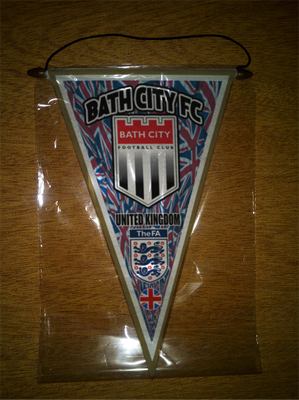 BATH CITY FC
BATH CITY
FOOTBALL CLUB
UNITED KINGDOM
TheFA